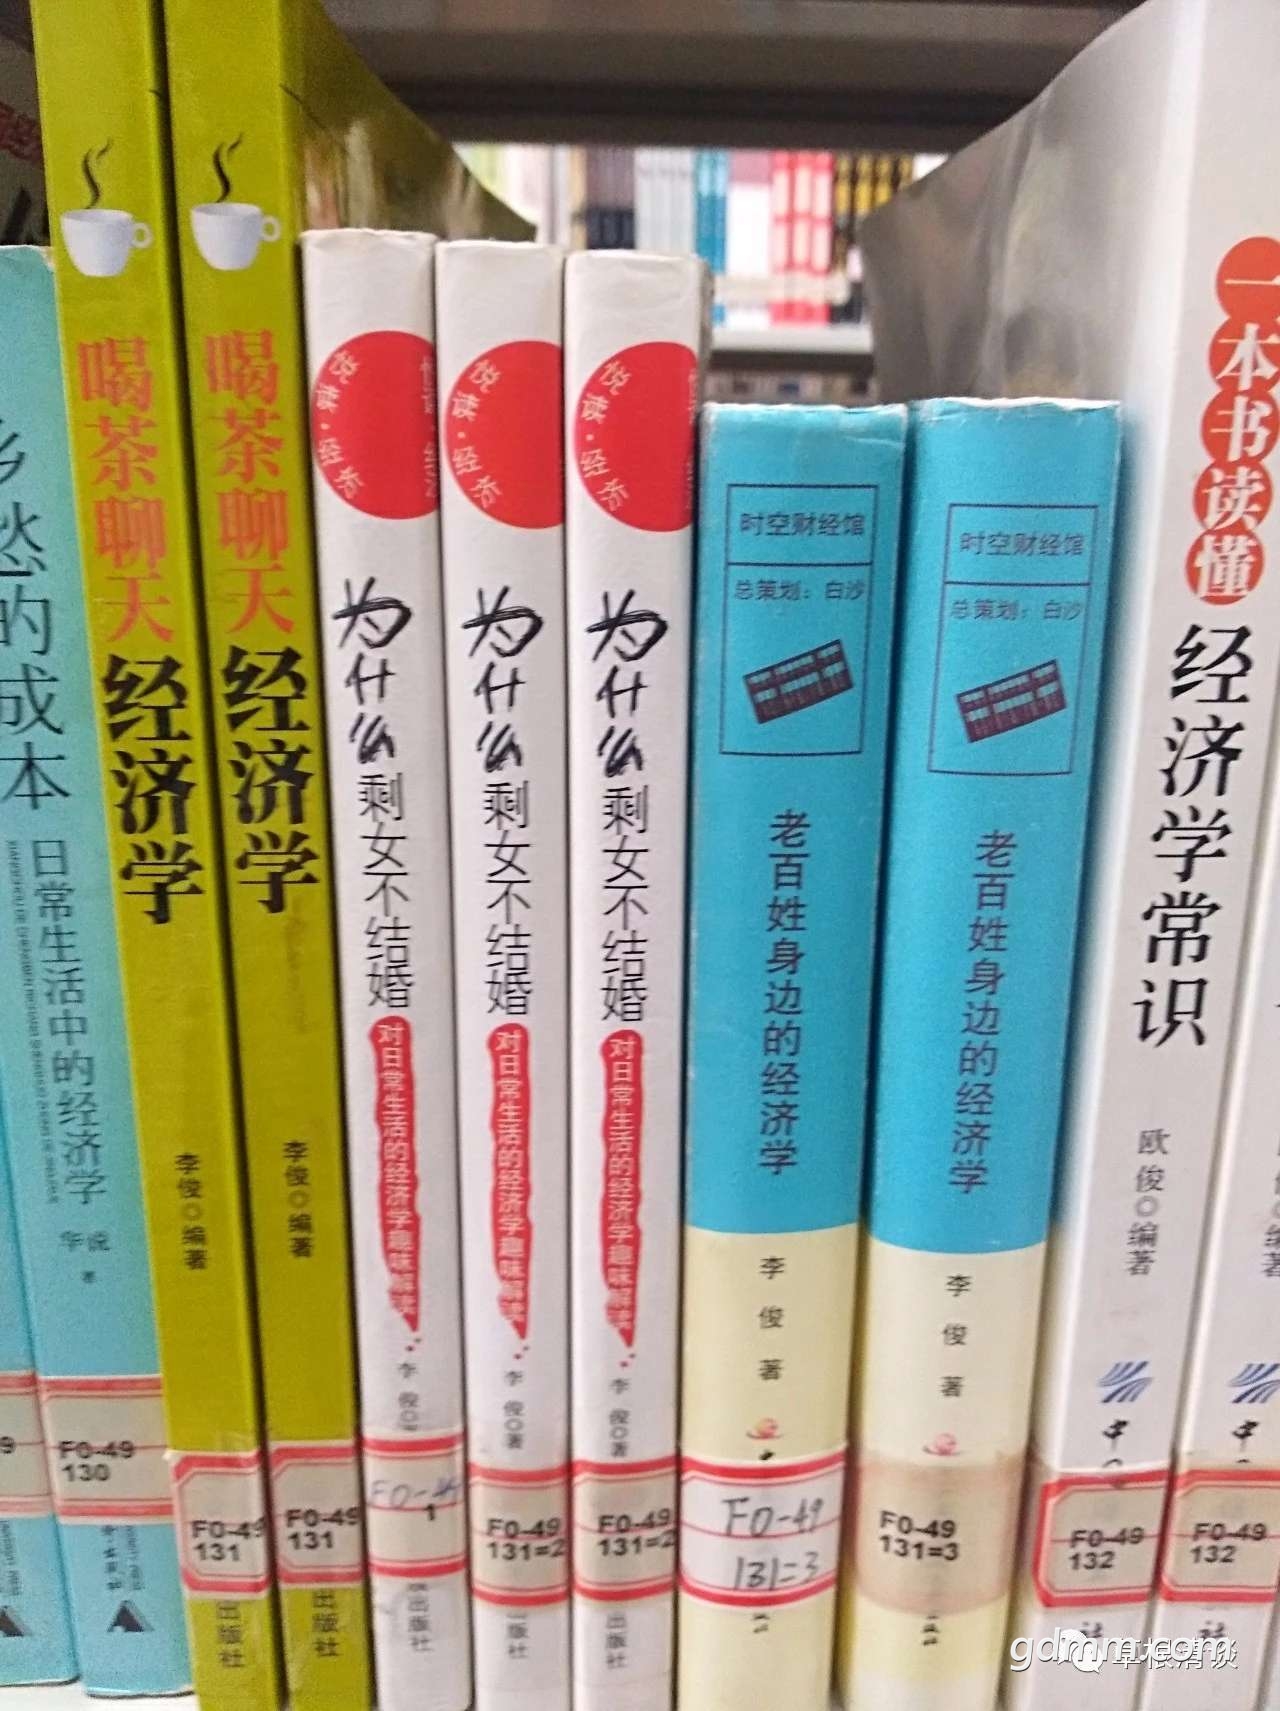 愁的成本
日常生活中的经济学
华说
著
F0-49
130
喝茶聊天
经济学
李俊◎编著
F0-49
131
出版社
喝茶聊天
经济学
李俊◎编著
F0-49
131
出版社
悦读·经济
为什么剩女不结婚
对日常生活的经济学趣味解读
李俊◎著
1
出版社
悦读·经济
为什么剩女不结婚
对日常生活的经济学趣味解读
李俊◎著
F0-49
131=2
出版社
悦读·经济
为什么剩女不结婚
对日常生活的经济学趣味解读
李俊◎著
F0-49
131=2
出版社
时空财经馆
总策划：白沙
老百姓身边的经济学
李俊著
F0-49
131=3
时空财经馆
总策划：白沙
老百姓身边的经济学
李俊著
F0-49
131=3
一本书读懂
经济学常识
欧俊◎编著
F0-49
132
F0-49
132
gdmm.com
草根清谈